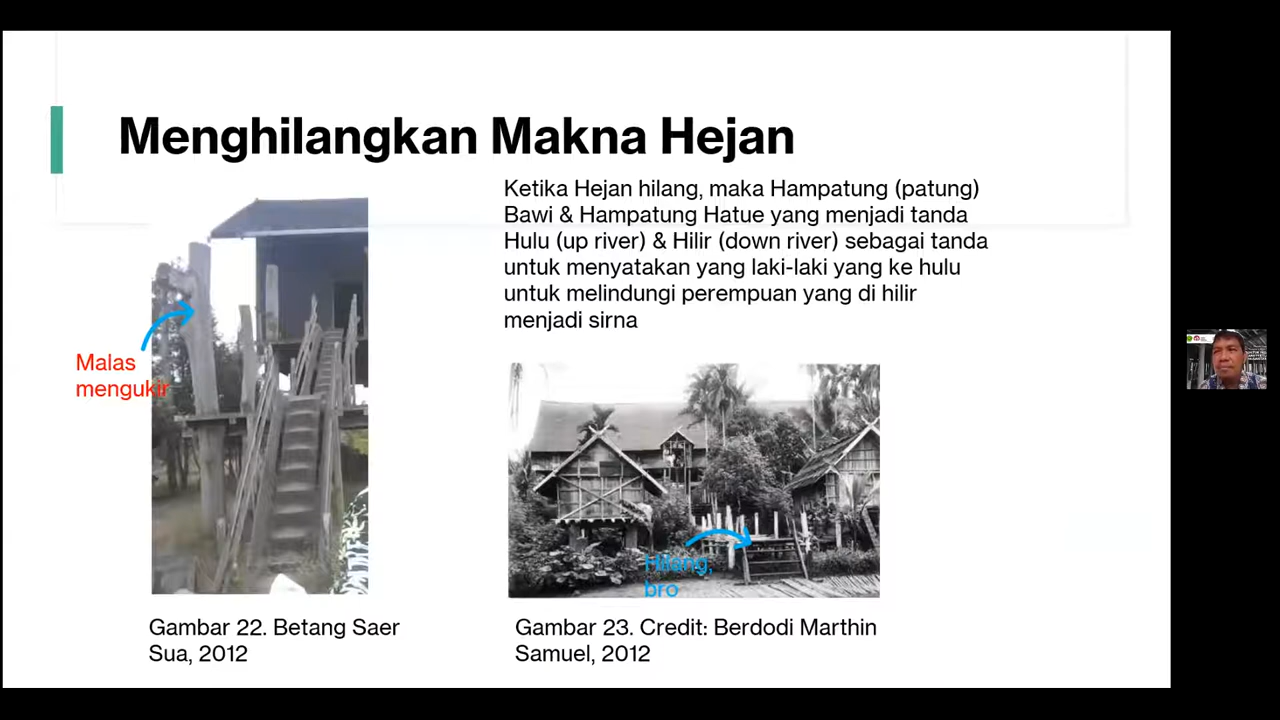 Menghilangkan Makna Hejan
Ketika Hejan hilang, maka Hampatung (patung)
Bawi & Hampatung Hatue yang menjadi tanda
Hulu (up river) & Hilir (down river) sebagai tanda
untuk menyatakan yang laki-laki yang ke hulu
untuk melindungi perempuan yang di hilir
menjadi sirna
Malas
mengukir
Hilang,
bro
Gambar 22. Betang Saer
Sua, 2012
Gambar 23. Credit: Berdodi Marthin
Samuel, 2012